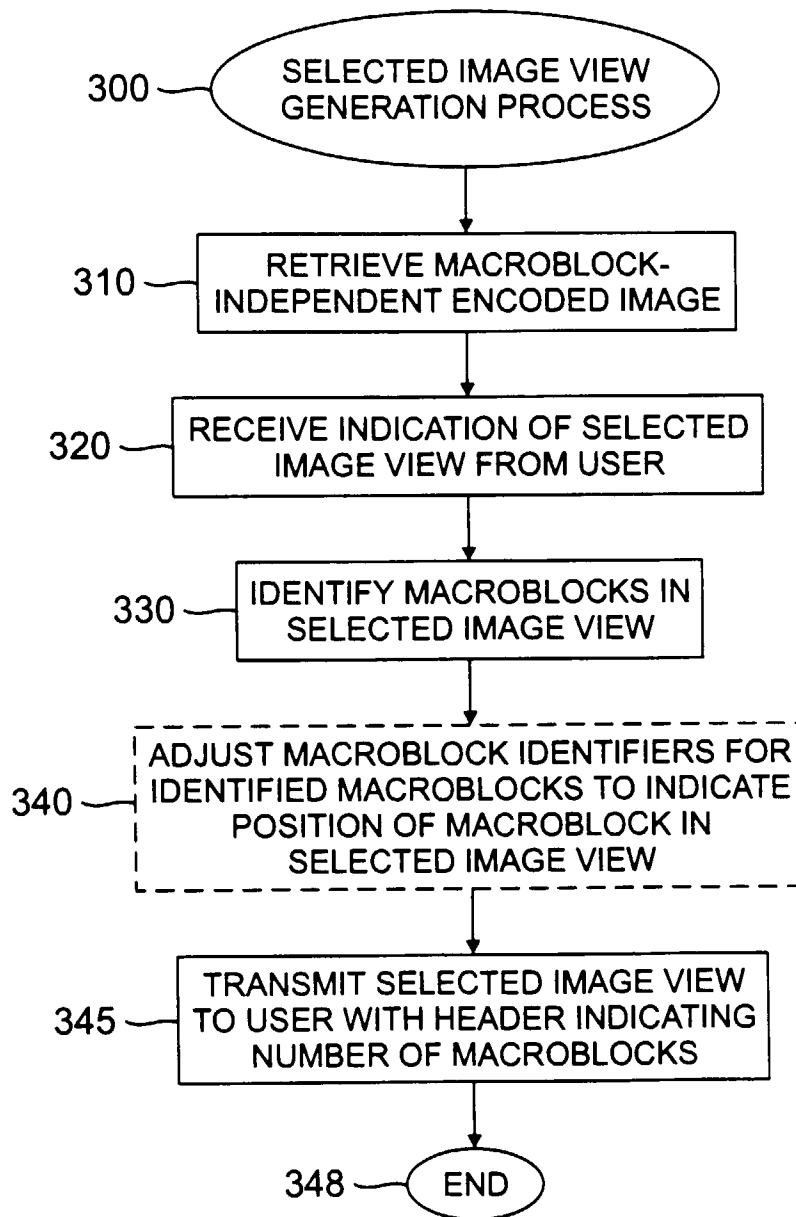 300
SELECTED IMAGE VIEW
GENERATION PROCESS
310
RETRIEVE MACROBLOCK-
INDEPENDENT ENCODED IMAGE
320
RECEIVE INDICATION OF SELECTED
IMAGE VIEW FROM USER
330
IDENTIFY MACROBLOCKS IN
SELECTED IMAGE VIEW
340
ADJUST MACROBLOCK IDENTIFIERS FOR
IDENTIFIED MACROBLOCKS TO INDICATE
POSITION OF MACROBLOCK IN
SELECTED IMAGE VIEW
345
TRANSMIT SELECTED IMAGE VIEW
TO USER WITH HEADER INDICATING
NUMBER OF MACROBLOCKS
348
END